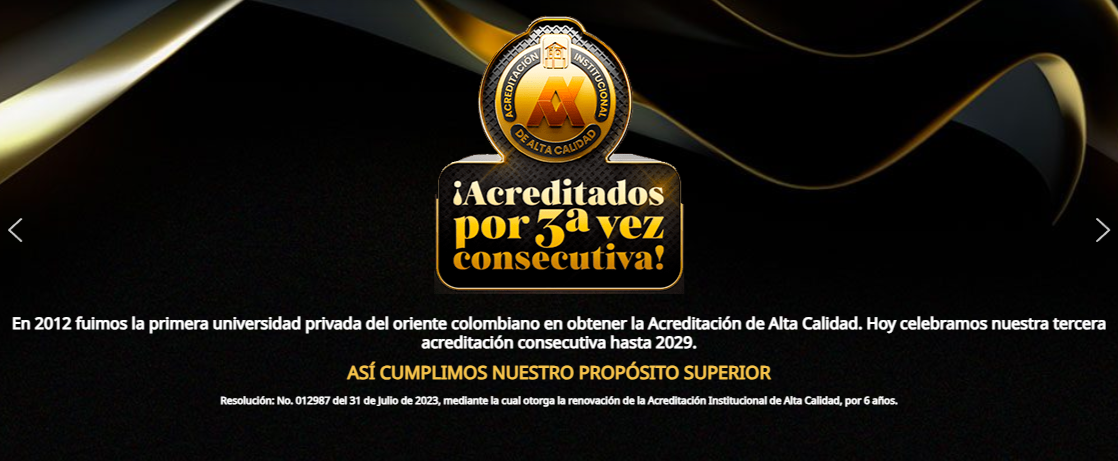 ACREDITACIÓN INSTITUCIONAL
DE ALTA CALIDAD
¡Acreditados
por 3ª vez
consecutiva!
En 2012 fuimos la primera universidad privada del oriente colombiano en obtener la Acreditación de Alta Calidad. Hoy celebramos nuestra tercera
acreditación consecutiva hasta 2029.
ASÍ CUMPLIMOS NUESTRO PROPÓSITO SUPERIOR
Resolución: No. 012987 del 31 de Julio de 2023, mediante la cual otorga la renovación de la Acreditación Institucional de Alta Calidad, por 6 años.